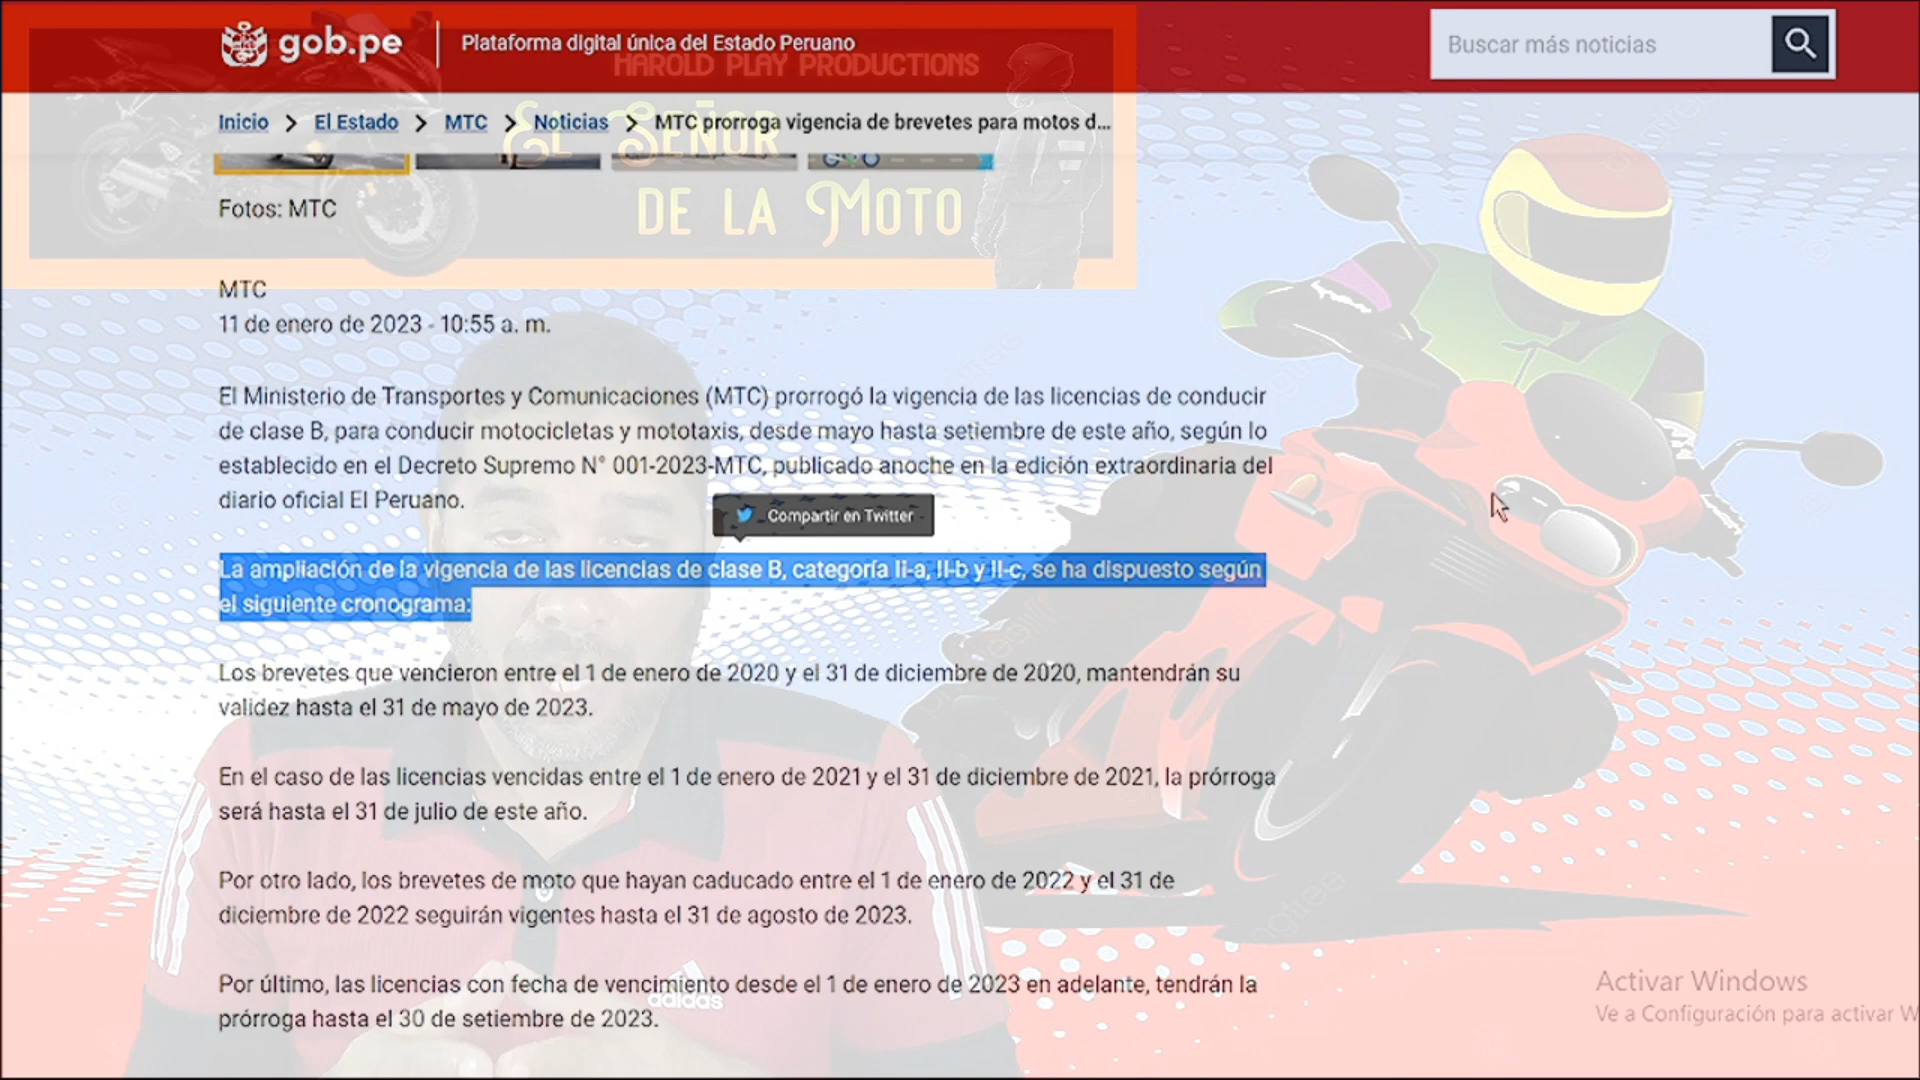 gob.pe
Plataforma digital única del Estado Peruano
Buscar más noticias
HAROLD PLAY PRODUCTIONS
Inicio > El Estado > MTC > Noticias > MTC prorroga vigencia de brevetes para motos d...
EL SEÑOR
DE LA MOTO
Fotos: MTC
MTC
11 de enero de 2023 - 10:55 a. m.
El Ministerio de Transportes y Comunicaciones (MTC) prorrogó la vigencia de las licencias de conducir
de clase B, para conducir motocicletas y mototaxis, desde mayo hasta setiembre de este año, según lo
establecido en el Decreto Supremo N° 001-2023-MTC, publicado anoche en la edición extraordinaria del
diario oficial El Peruano.
Compartir en Twitter
La ampliación de la vigencia de las licencias de clase B, categoría Ii-a, II-b y II-c, se ha dispuesto según
el siguiente cronograma:
Los brevetes que vencieron entre el 1 de enero de 2020 y el 31 de diciembre de 2020, mantendrán su
validez hasta el 31 de mayo de 2023.
En el caso de las licencias vencidas entre el 1 de enero de 2021 y el 31 de diciembre de 2021, la prórroga
será hasta el 31 de julio de este año.
Por otro lado, los brevetes de moto que hayan caducado entre el 1 de enero de 2022 y el 31 de
diciembre de 2022 seguirán vigentes hasta el 31 de agosto de 2023.
Por último, las licencias con fecha de vencimiento desde el 1 de enero de 2023 en adelante, tendrán la
prórroga hasta el 30 de setiembre de 2023.
adidas
Activar Windows
Ve a Configuración para activar W